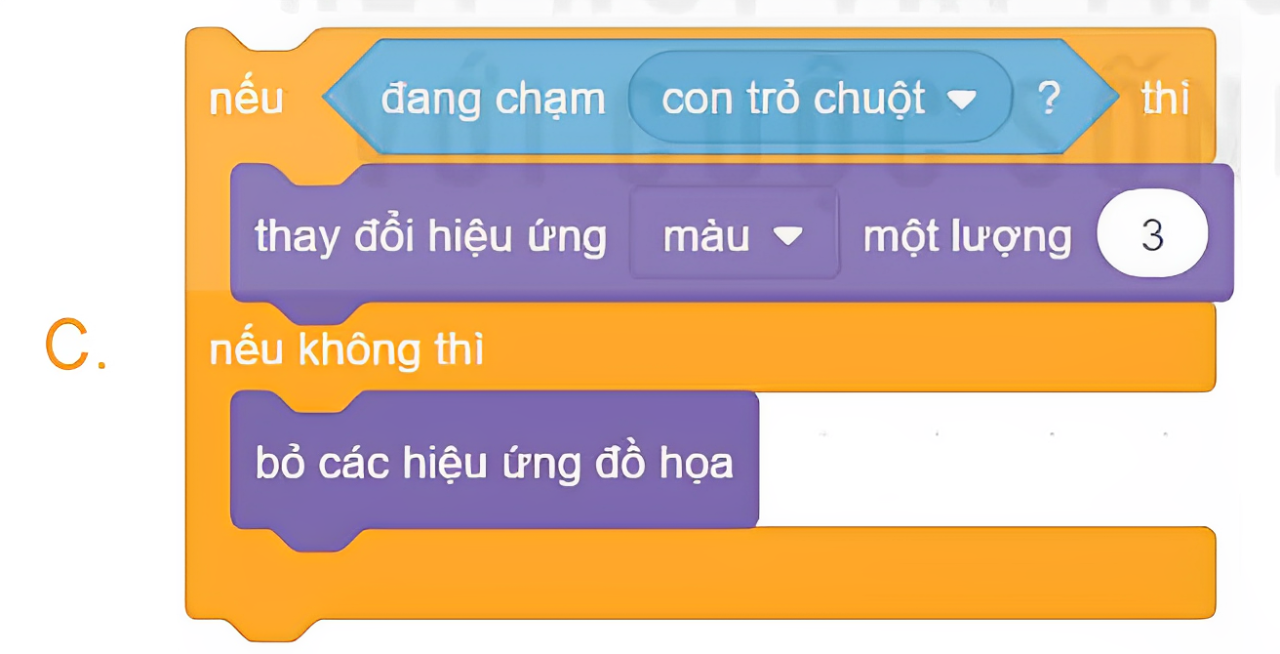 nếu đang chạm con trỏ chuột ? thì
thay đổi hiệu ứng màu một lượng 3
C.
nếu không thì
bỏ các hiệu ứng đồ họa